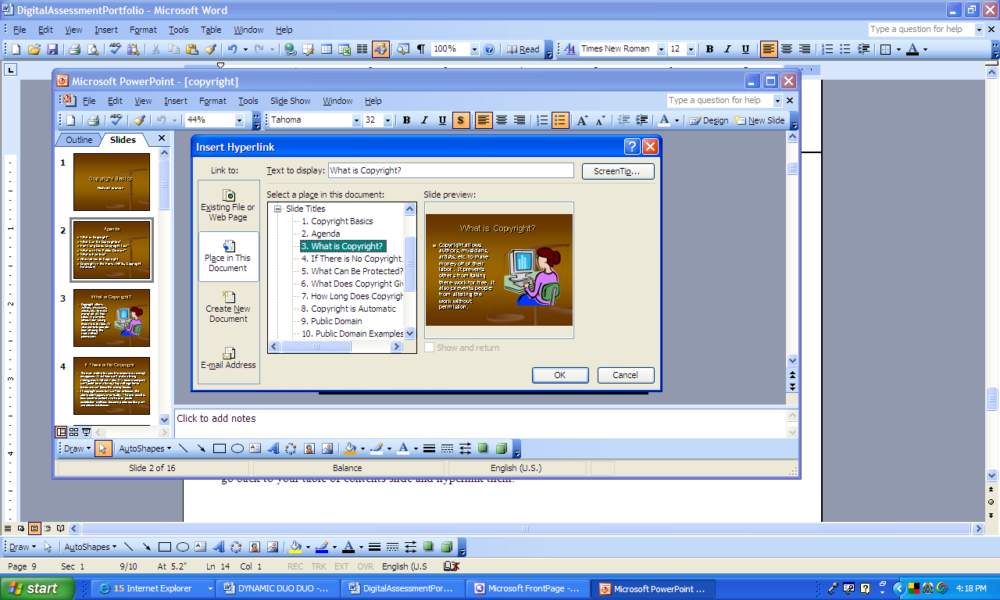 DigitalAssessmentPortfolio - Microsoft Word
File Edit View Insert Format Tools Table Window Help
Type a question for help
100%
Read
Times New Roman
12
B I U
Microsoft PowerPoint - [copyright]
File Edit View Insert Format Tools Slide Show Window Help
Type a question for help
44%
Tahoma
32
B I U S
Design
New Slide
Outline
Slides
1
Copyright Basics
2
Agenda
3
What is Copyright?
4
If There is No Copyright
Insert Hyperlink
Link to:
Text to display: What is Copyright?
ScreenTip...
Existing File or
Web Page
Place in This
Document
Create New
Document
E-mail Address
Select a place in this document:
Slide Titles
1. Copyright Basics
2. Agenda
3. What is Copyright?
4. If There is No Copyright.
5. What Can Be Protected?
6. What Does Copyright Giv
7. How Long Does Copyrigh
8. Copyright is Automatic
9. Public Domain
10. Public Domain Examples
Slide preview:
What is Copyright?
Copyright allows
authors, musicians,
artists, etc. to make
money off of their
labor. It prevents
others from taking
there work for free. It
also prevents people
from altering the
work without
permission.
Show and return
OK
Cancel
Click to add notes
Draw
AutoShapes
Slide 2 of 16
Balance
English (U.S.)
go back to your table of contents slide and hyperlink them.
Draw
AutoShapes
Page 9
Sec 1
9/10
At 5.2"
Ln 14
Col 1
REC TRK EXT OVR
English (U.S
start
15 Internet Explorer
DYNAMIC DUO DUO -...
DigitalAssessmentPor...
Microsoft FrontPage -...
Microsoft PowerPoint ...
4:18 PM